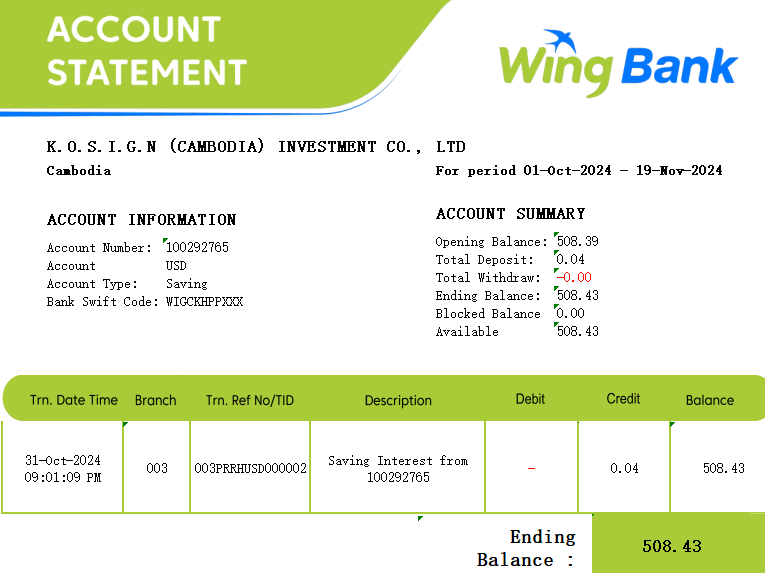 ACCOUNT
STATEMENT
Wing Bank
K.O.S.I.G.N (CAMBODIA) INVESTMENT CO., LTD
Cambodia
For period 01-Oct-2024 - 19-Nov-2024
ACCOUNT INFORMATION
Account Number: 100292765
Account USD
Account Type: Saving
Bank Swift Code: WIGCKHPPXXX
ACCOUNT SUMMARY
Opening Balance: 508.39
Total Deposit: 0.04
Total Withdraw: -0.00
Ending Balance: 508.43
Blocked Balance 0.00
Available 508.43
Trn. Date Time Branch Trn. Ref No/TID Description Debit Credit Balance
31-Oct-2024
09:01:09 PM
003
003PRRHUSD000002
Saving Interest from
100292765
-
0.04
508.43
Ending
Balance :
508.43